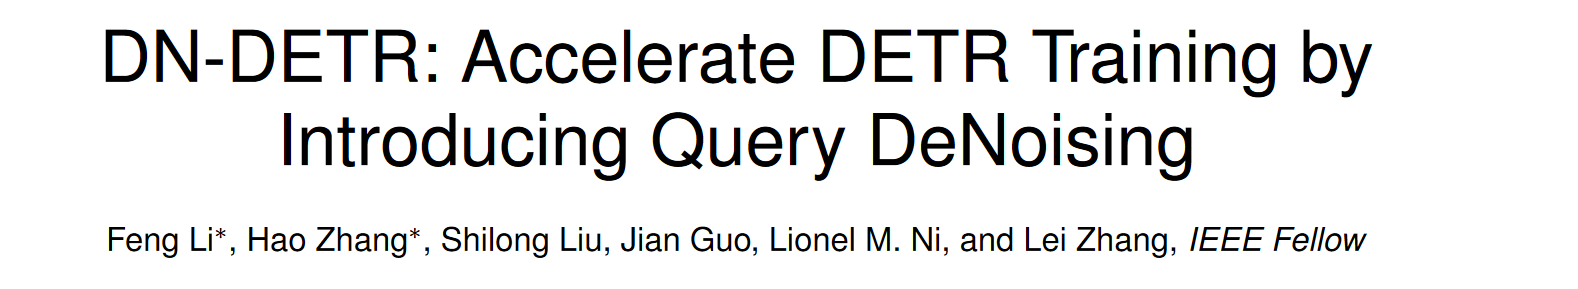 DN-DETR: Accelerate DETR Training by
Introducing Query DeNoising
Feng Li*, Hao Zhang*, Shilong Liu, Jian Guo, Lionel M. Ni, and Lei Zhang, IEEE Fellow